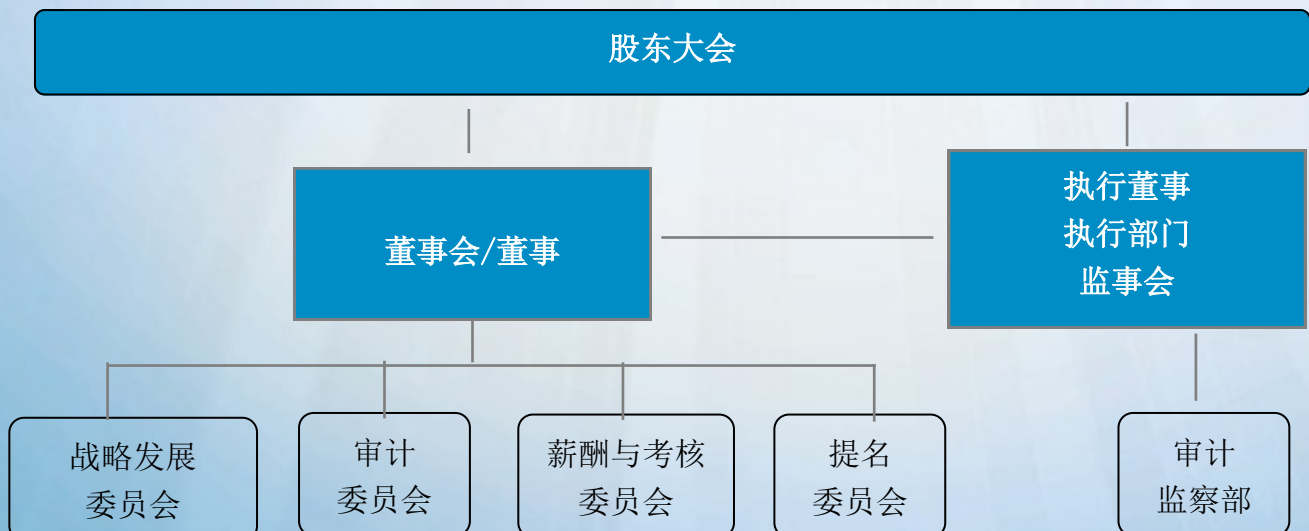 股东大会
董事会/董事
执行董事
执行部门
监事会
战略发展
委员会
审计
委员会
薪酬与考核
委员会
提名
委员会
审计
监察部